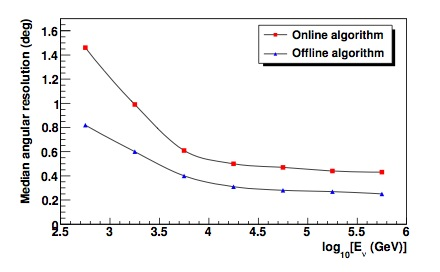 Median angular resolution (deg)
1.6
1.4
1.2
1
0.8
0.6
0.4
0.2
0
Online algorithm
Offline algorithm
2.5 3 3.5 4 4.5 5 5.5 6
log10[Eν (GeV)]